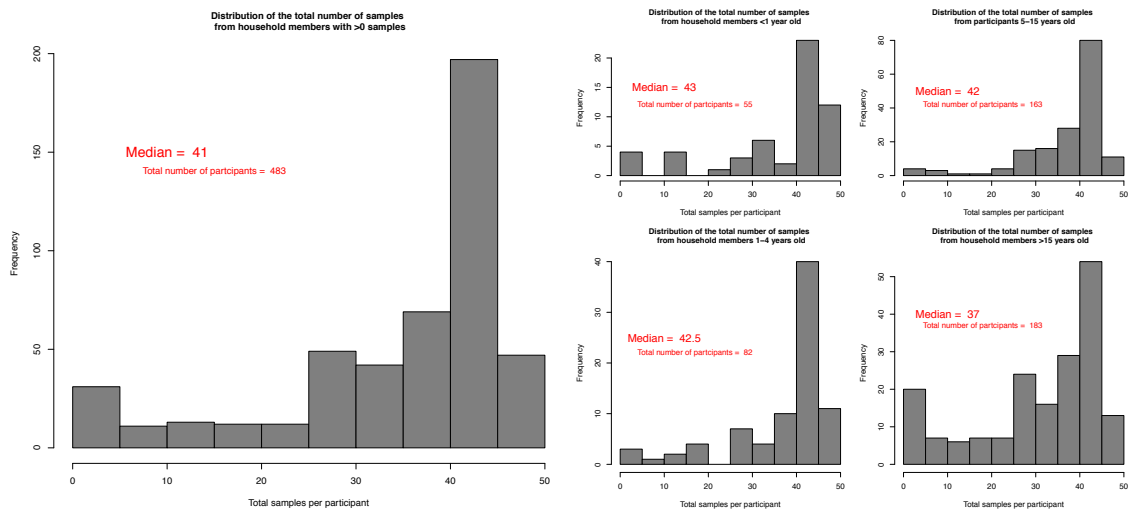 Distribution of the total number of samples
from household members with >0 samples
Frequency
200
150
100
50
0
Median = 41
Total number of partcipants = 483
0 10 20 30 40 50
Total samples per participant
Distribution of the total number of samples
from household members <1 year old
Frequency
20
15
10
5
0
Median = 43
Total number of partcipants = 55
0 10 20 30 40 50
Total samples per participant
Distribution of the total number of samples
from participants 5–15 years old
Frequency
80
60
40
20
0
Median = 42
Total number of partcipants = 163
0 10 20 30 40 50
Total samples per participant
Distribution of the total number of samples
from household members 1–4 years old
Frequency
40
30
20
10
0
Median = 42.5
Total number of partcipants = 82
0 10 20 30 40 50
Total samples per participant
Distribution of the total number of samples
from household members >15 years old
Frequency
50
40
30
20
10
0
Median = 37
Total number of partcipants = 183
0 10 20 30 40 50
Total samples per participant